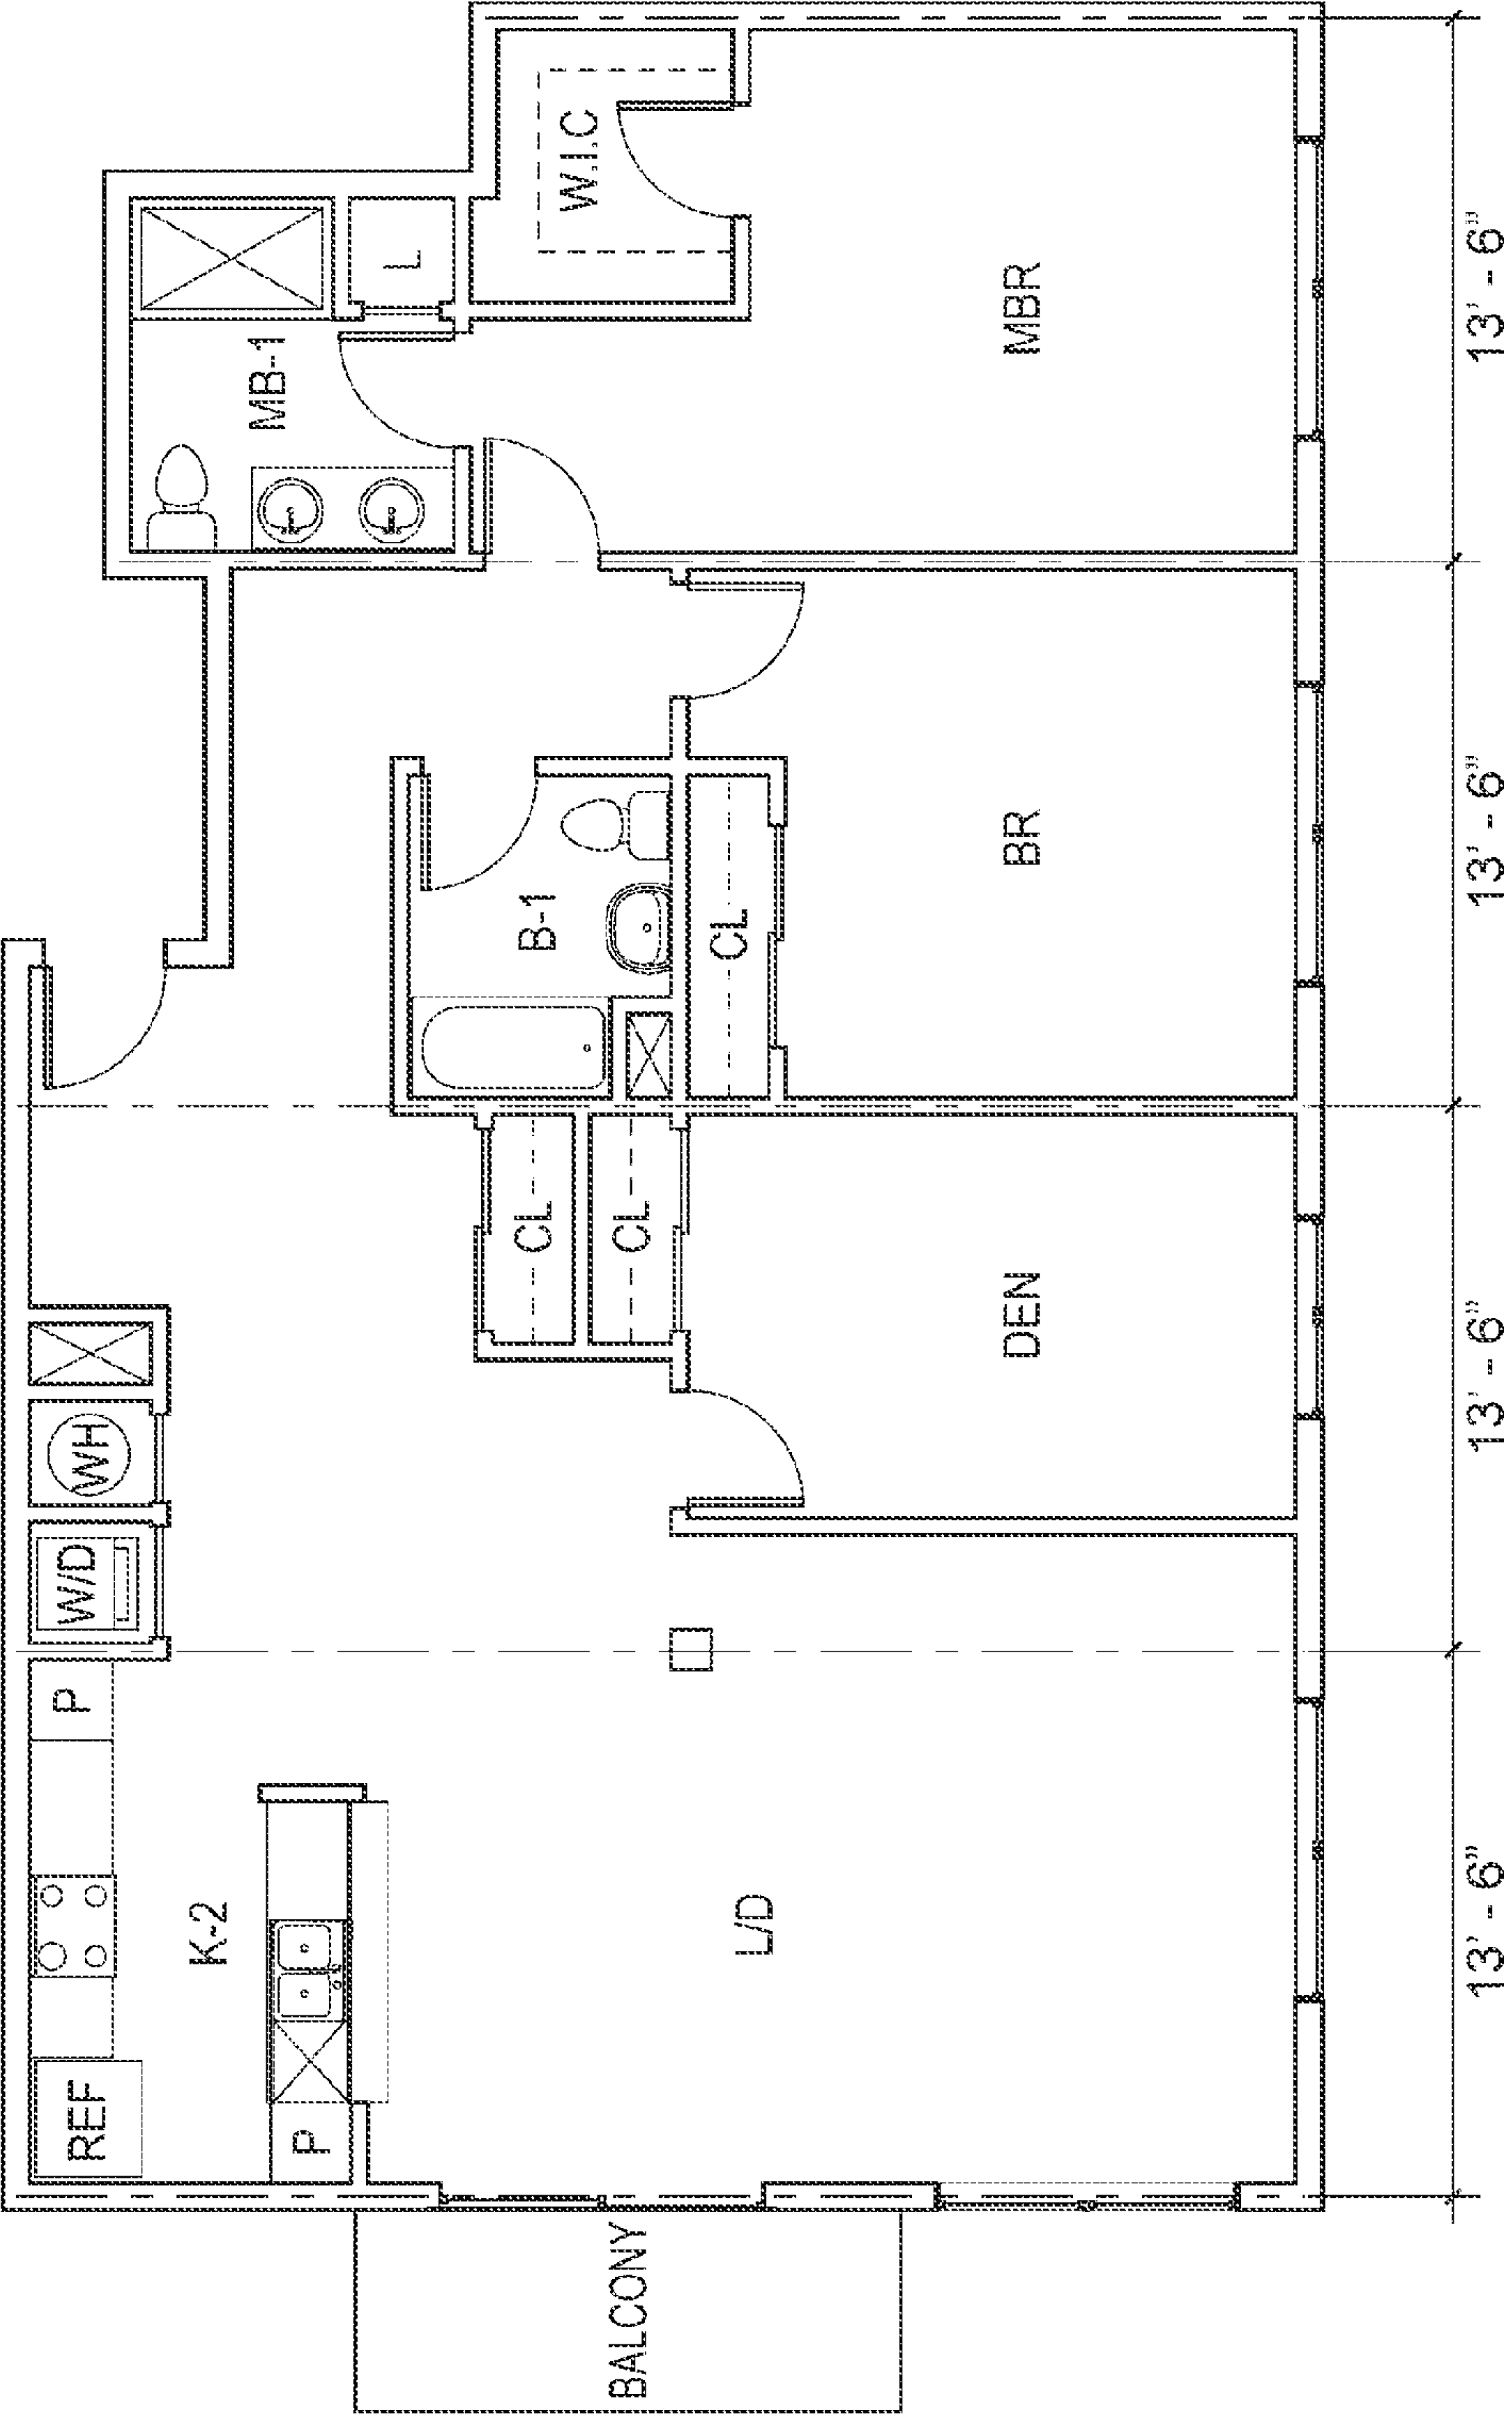 BALCONY
REF
P
K-2
P
L/D
W/D
WH
CL
CL
DEN
B-1
CL
BR
MB-1
L
W.I.C
MBR
13' - 6"
13' - 6"
13' - 6"
13' - 6"